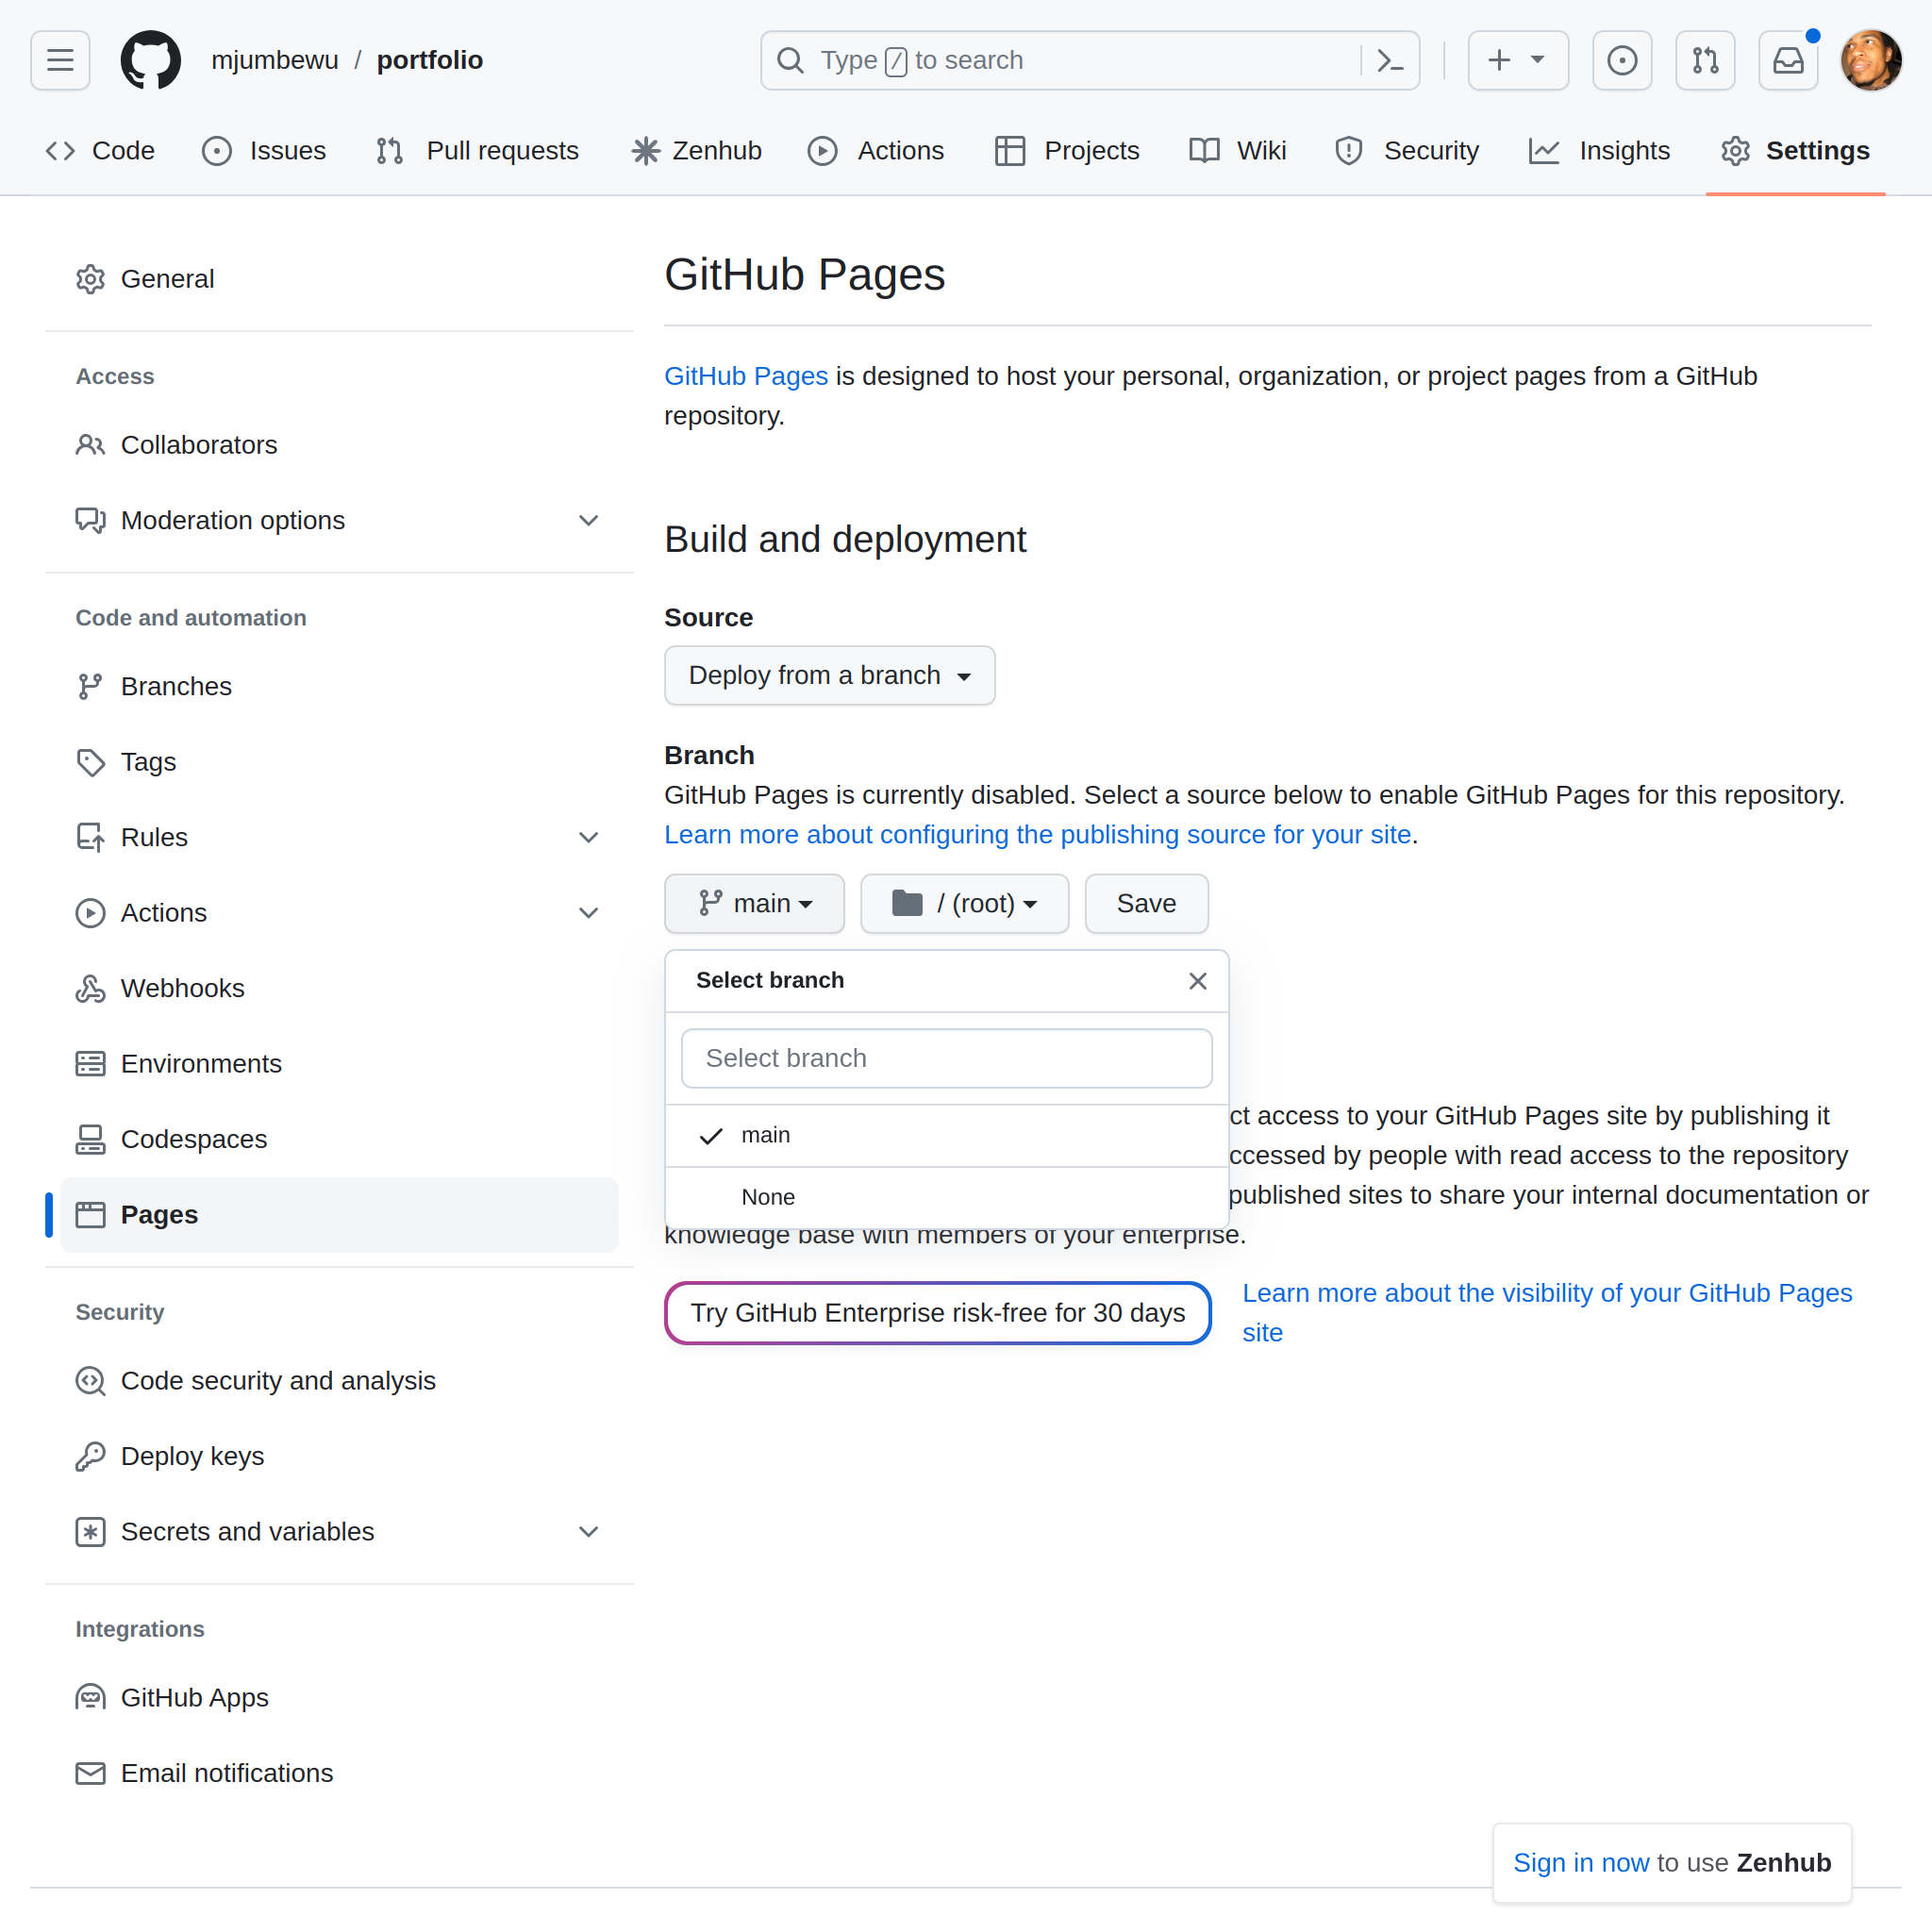 mjumbewu / portfolio
Type / to search
Code Issues Pull requests Zenhub Actions Projects Wiki Security Insights Settings
General
Access
Collaborators
Moderation options
Code and automation
Branches
Tags
Rules
Actions
Webhooks
Environments
Codespaces
Pages
Security
Code security and analysis
Deploy keys
Secrets and variables
Integrations
GitHub Apps
Email notifications
GitHub Pages
GitHub Pages is designed to host your personal, organization, or project pages from a GitHub
repository.
Build and deployment
Source
Deploy from a branch
Branch
GitHub Pages is currently disabled. Select a source below to enable GitHub Pages for this repository.
Learn more about configuring the publishing source for your site.
main / (root) Save
Select branch
Select branch
main
None
ct access to your GitHub Pages site by publishing it
ccessed by people with read access to the repository
published sites to share your internal documentation or
knowledge base with members of your enterprise.
Try GitHub Enterprise risk-free for 30 days
Learn more about the visibility of your GitHub Pages
site
Sign in now to use Zenhub